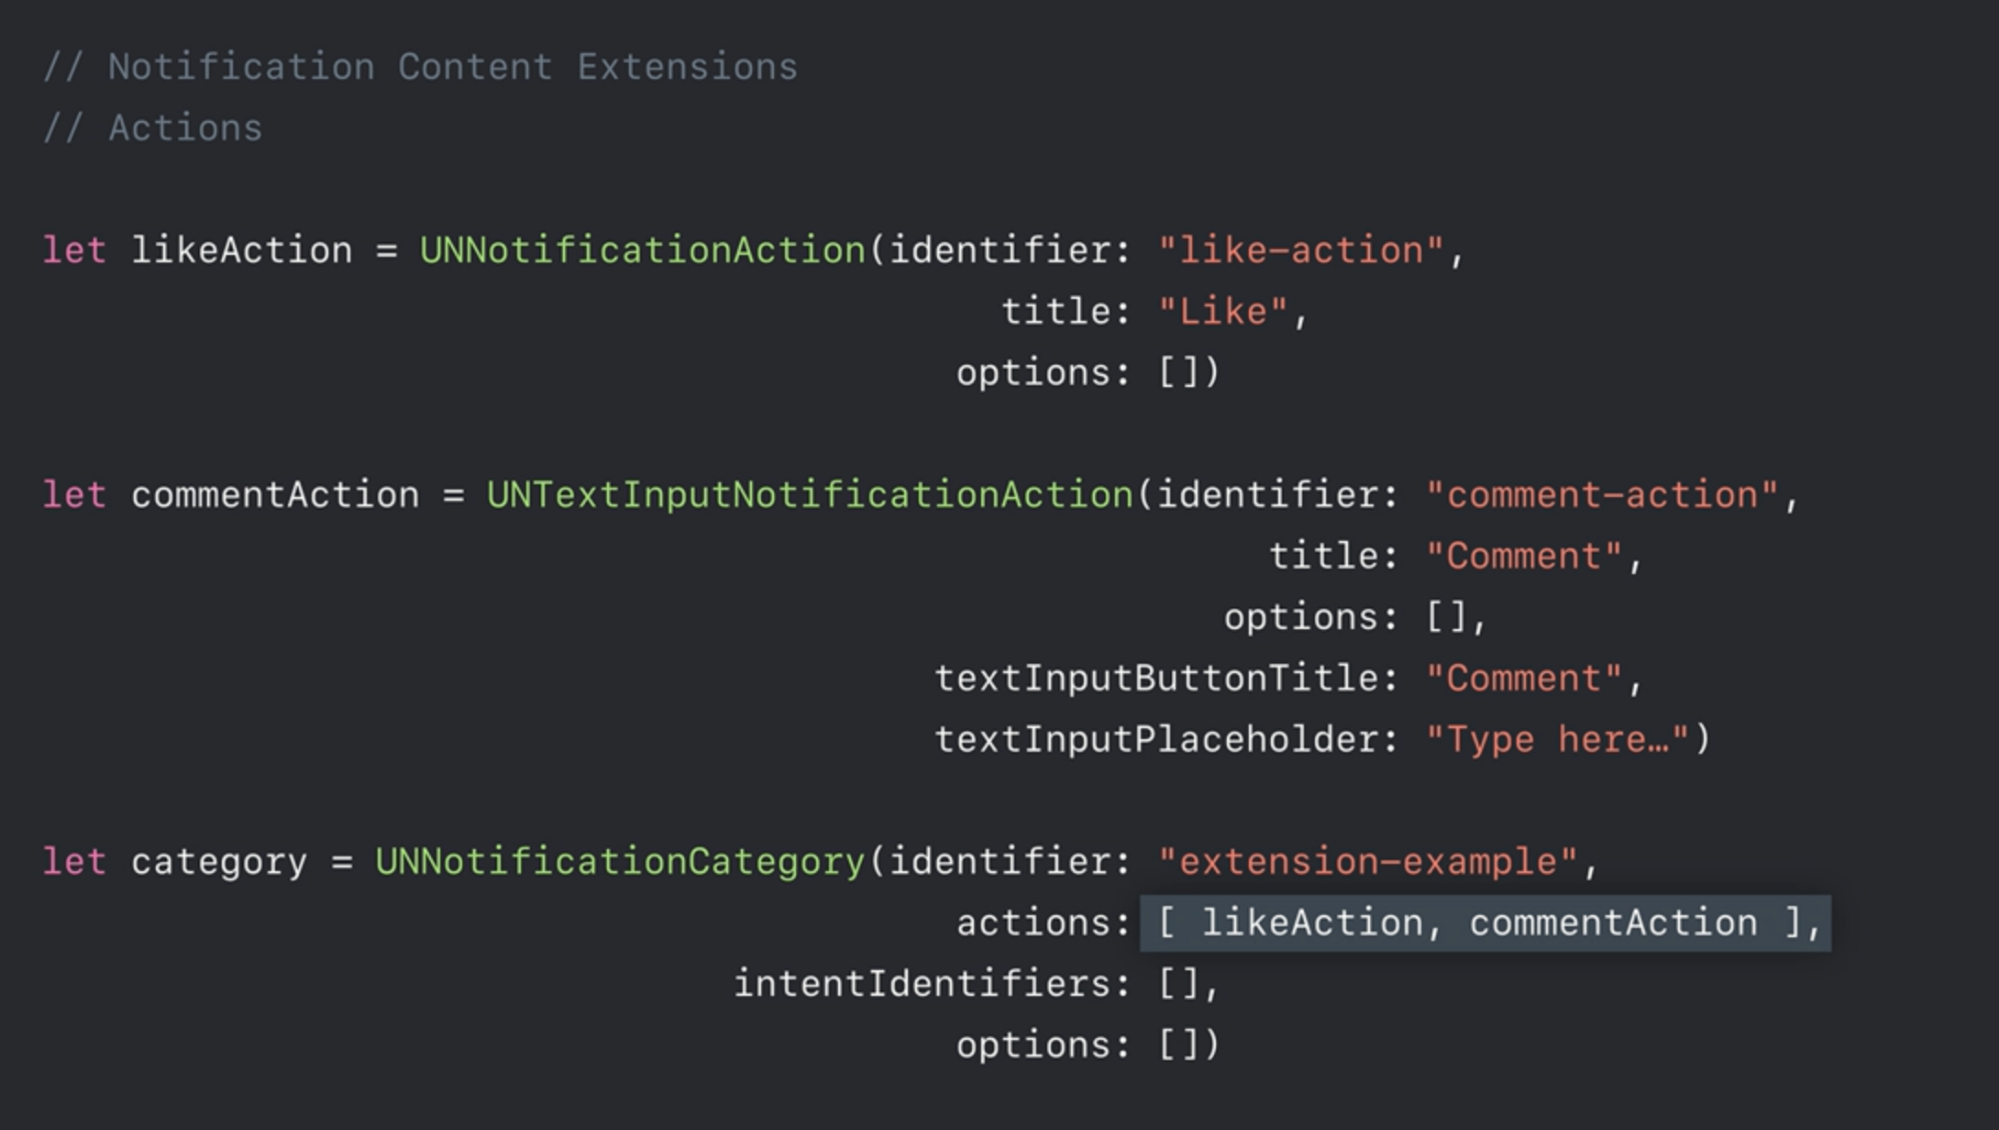 // Notification Content Extensions
// Actions
let likeAction = UNNotificationAction(identifier: "like-action",
title: "Like",
options: [])
let commentAction = UNTextInputNotificationAction(identifier: "comment-action",
title: "Comment",
options: [],
textInputButtonTitle: "Comment",
textInputPlaceholder: "Type here…")
let category = UNNotificationCategory(identifier: "extension-example",
actions: [ likeAction, commentAction ],
intentIdentifiers: [],
options: [])